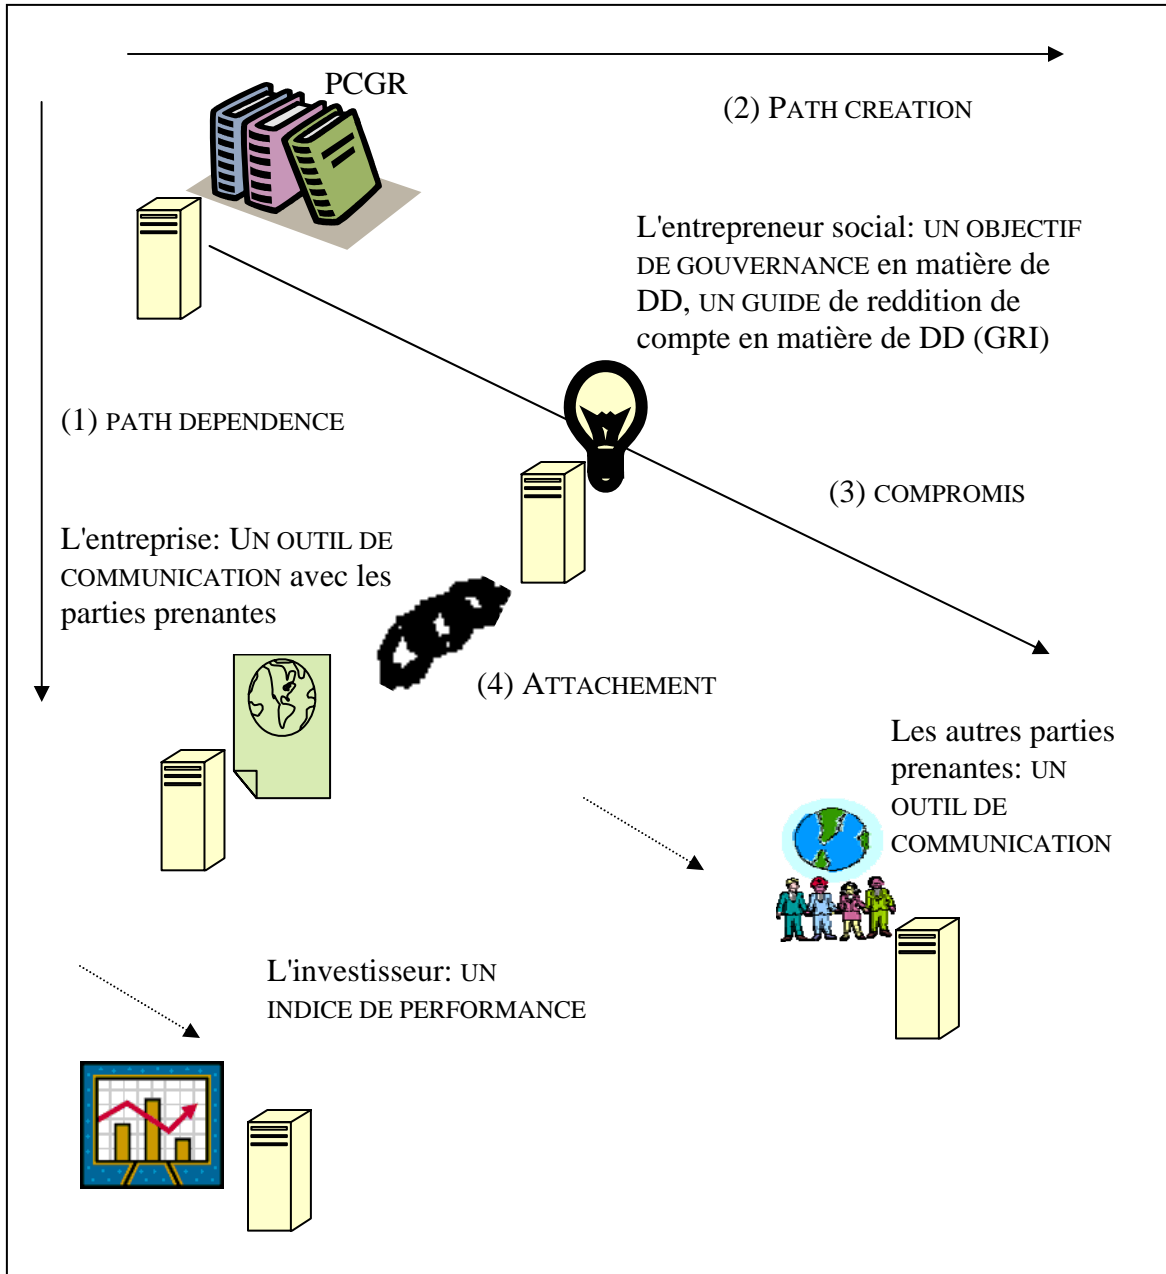 PCGR
(2) PATH CREATION
L'entrepreneur social: UN OBJECTIF
DE GOUVERNANCE en matière de
DD, UN GUIDE de reddition de
compte en matière de DD (GRI)
(1) PATH DEPENDENCE
(3) COMPROMIS
L'entreprise: UN OUTIL DE
COMMUNICATION avec les
parties prenantes
(4) ATTACHEMENT
Les autres parties
prenantes: UN
OUTIL DE
COMMUNICATION
L'investisseur: UN
INDICE DE PERFORMANCE